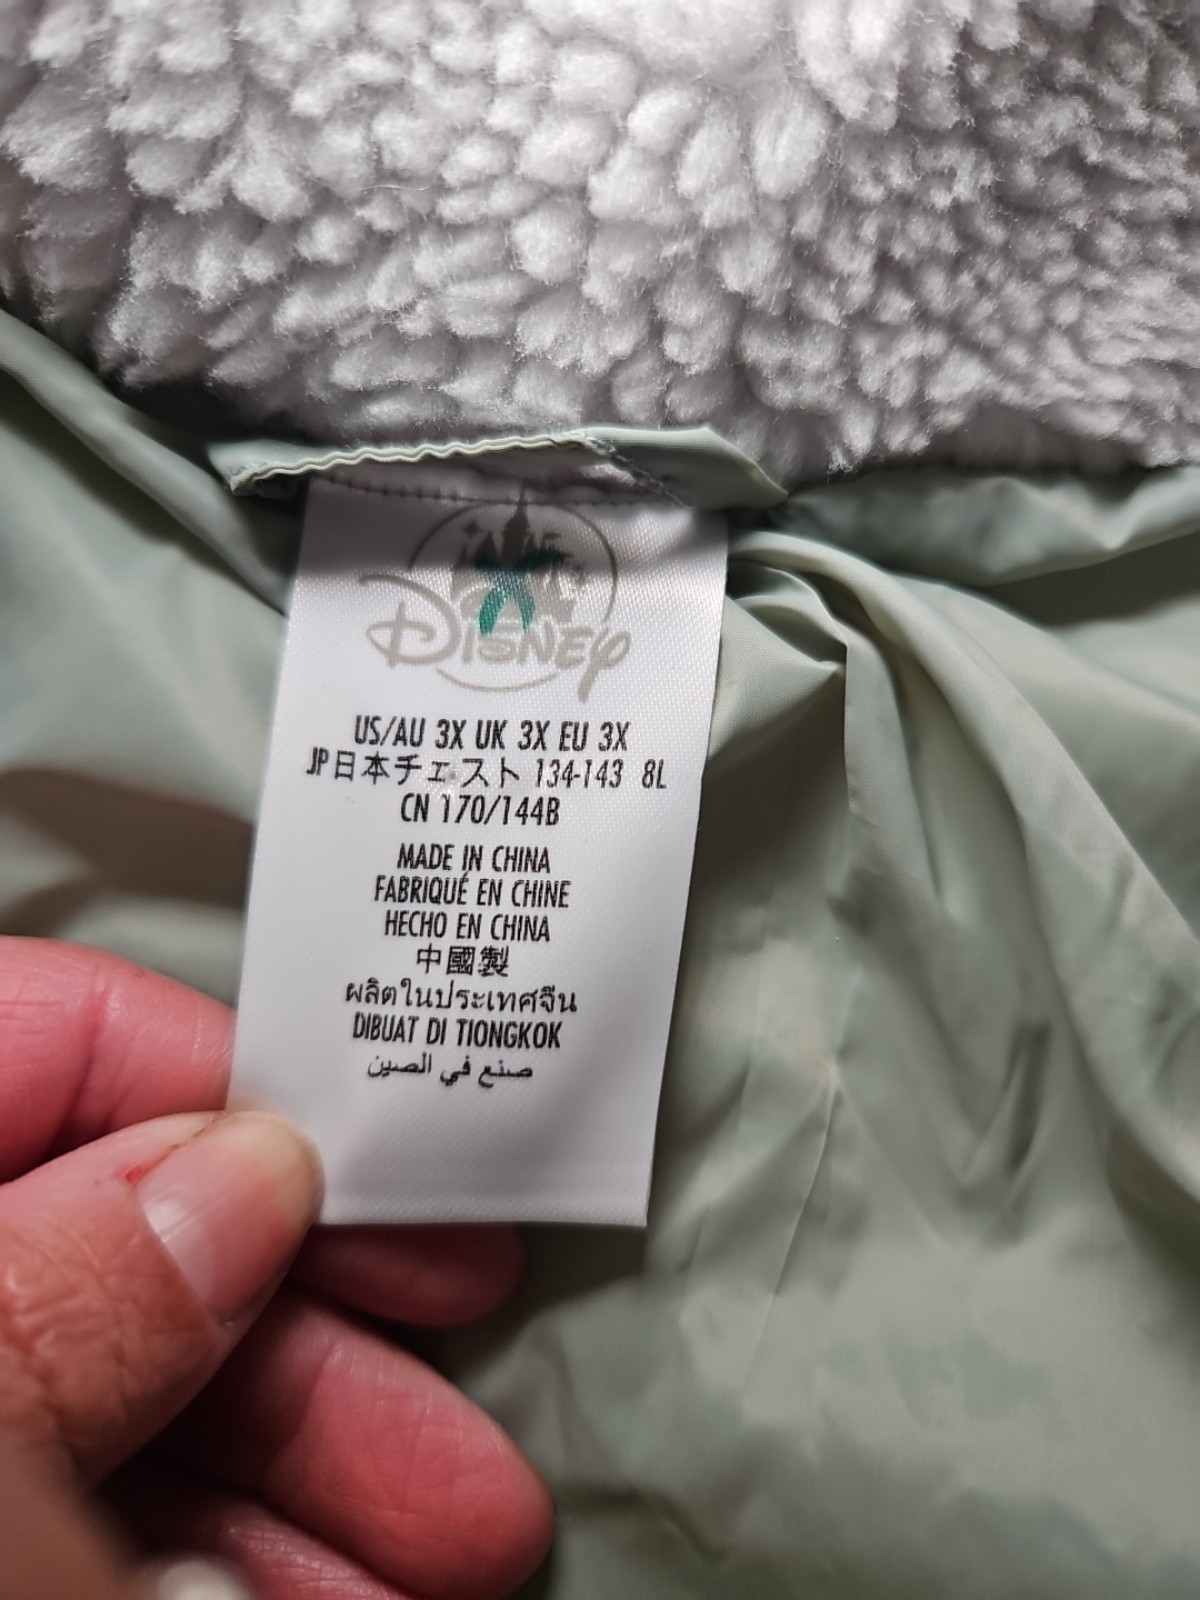 Disney
US/AU 3X UK 3X EU 3X
JP日本チェスト 134-143 8L
CN 170/144B
MADE IN CHINA
FABRIQUÉ EN CHINE
HECHO EN CHINA
中國製
ผลิตในประเทศจีน
DIBUAT DI TIONGKOK
صنع في الصين